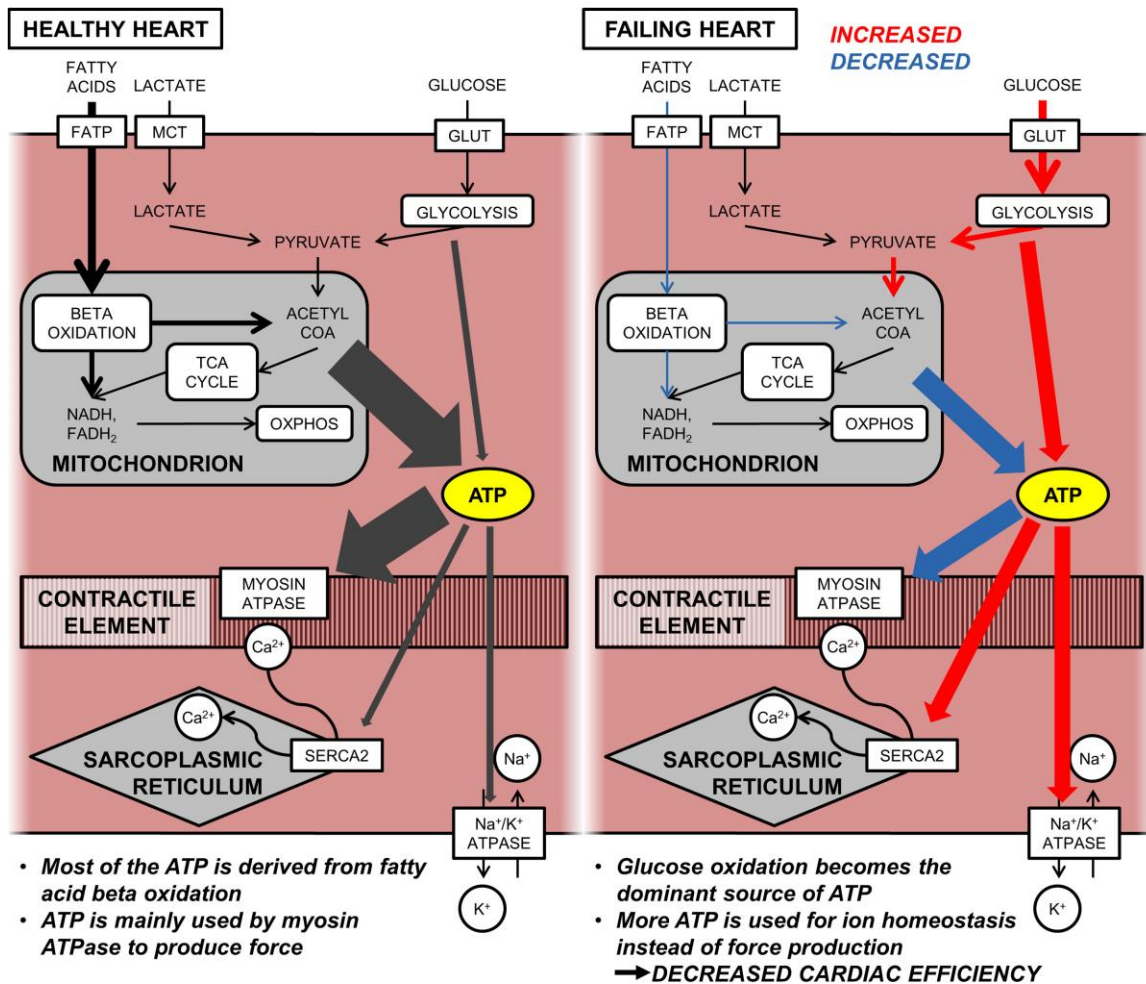 HEALTHY HEART
FATTY
ACIDS
LACTATE
GLUCOSE
FATP
MCT
GLUT
LACTATE
GLYCOLYSIS
PYRUVATE
BETA
OXIDATION
ACETYL
COA
TCA
CYCLE
NADH,
FADH₂
OXPHOS
MITOCHONDRION
ATP
CONTRACTILE
ELEMENT
MYOSIN
ATPASE
Ca²⁺
Ca²⁺
SERCA2
SARCOPLASMIC
RETICULUM
Na⁺
Na⁺/K⁺
ATPASE
K⁺
• Most of the ATP is derived from fatty
acid beta oxidation
• ATP is mainly used by myosin
ATPase to produce force
FAILING HEART
INCREASED
DECREASED
FATTY
ACIDS
LACTATE
GLUCOSE
FATP
MCT
GLUT
LACTATE
GLYCOLYSIS
PYRUVATE
BETA
OXIDATION
ACETYL
COA
TCA
CYCLE
NADH,
FADH₂
OXPHOS
MITOCHONDRION
ATP
CONTRACTILE
ELEMENT
MYOSIN
ATPASE
Ca²⁺
Ca²⁺
SERCA2
SARCOPLASMIC
RETICULUM
Na⁺
Na⁺/K⁺
ATPASE
K⁺
• Glucose oxidation becomes the
dominant source of ATP
• More ATP is used for ion homeostasis
instead of force production
➞DECREASED CARDIAC EFFICIENCY